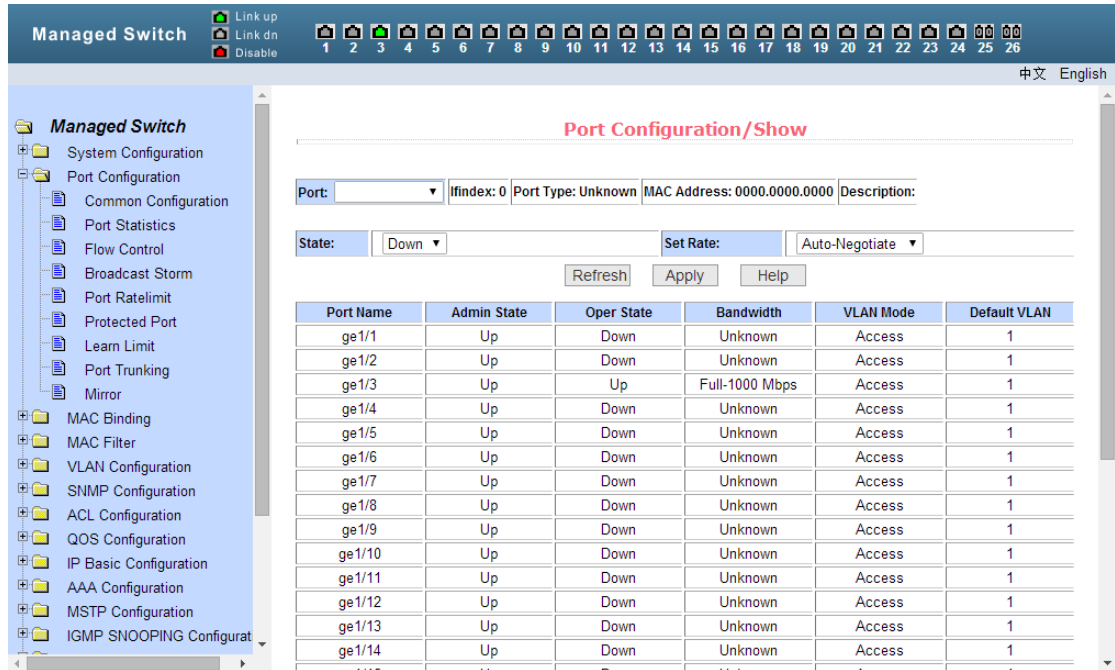 Managed Switch
Link up
Link dn
Disable
1 2 3 4 5 6 7 8 9 10 11 12 13 14 15 16 17 18 19 20 21 22 23 24 25 26
中文 English
Managed Switch
System Configuration
Port Configuration
Common Configuration
Port Statistics
Flow Control
Broadcast Storm
Port Ratelimit
Protected Port
Learn Limit
Port Trunking
Mirror
MAC Binding
MAC Filter
VLAN Configuration
SNMP Configuration
ACL Configuration
QOS Configuration
IP Basic Configuration
AAA Configuration
MSTP Configuration
IGMP SNOOPING Configurat
Port Configuration/Show
Port: Ifindex: 0 Port Type: Unknown MAC Address: 0000.0000.0000 Description:
State: Down Set Rate: Auto-Negotiate
Refresh Apply Help
Port Name Admin State Oper State Bandwidth VLAN Mode Default VLAN
ge1/1 Up Down Unknown Access 1
ge1/2 Up Down Unknown Access 1
ge1/3 Up Up Full-1000 Mbps Access 1
ge1/4 Up Down Unknown Access 1
ge1/5 Up Down Unknown Access 1
ge1/6 Up Down Unknown Access 1
ge1/7 Up Down Unknown Access 1
ge1/8 Up Down Unknown Access 1
ge1/9 Up Down Unknown Access 1
ge1/10 Up Down Unknown Access 1
ge1/11 Up Down Unknown Access 1
ge1/12 Up Down Unknown Access 1
ge1/13 Up Down Unknown Access 1
ge1/14 Up Down Unknown Access 1